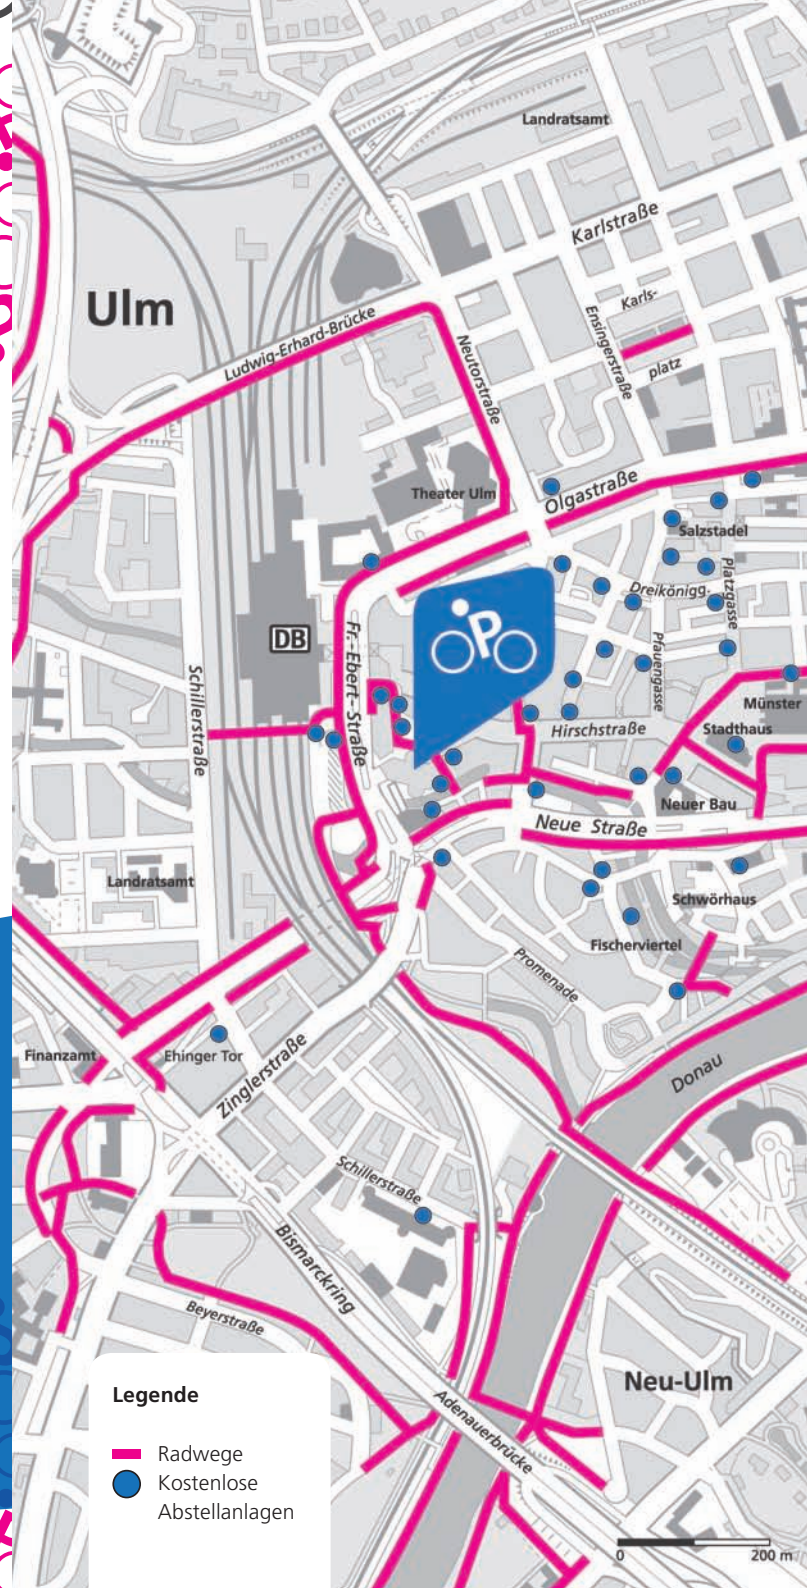 Landratsamt
Karlstraße
Ulm
Karls-
platz
Ensingerstraße
Ludwig-Erhard-Brücke
Neutorstraße
Theater Ulm
Olgastraße
Salzstadel
Platzgasse
Dreikönigg.
P
DB
Fr.-Ebert-Straße
Pfauengasse
Schillerstraße
Münster
Hirschstraße
Stadthaus
Neuer Bau
Neue Straße
Landratsamt
Schwörhaus
Fischerviertel
Promenade
Finanzamt
Ehinger Tor
Zinglerstraße
Donau
Schillerstraße
Bismarckring
Beyerstraße
Neu-Ulm
Adenauerbrücke
Legende
Radwege
Kostenlose
Abstellanlagen
0 200 m